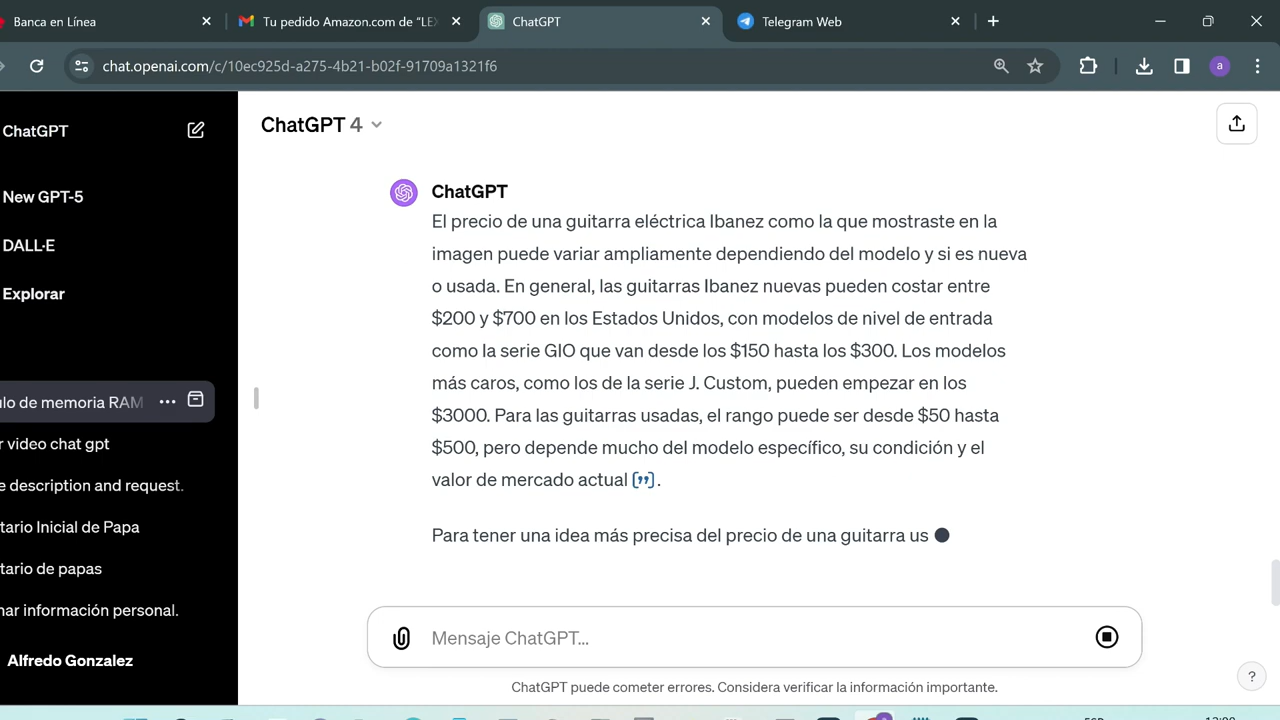 Banca en Línea
Tu pedido Amazon.com de “LEX
ChatGPT
Telegram Web
chat.openai.com/c/10ec925d-a275-4b21-b02f-91709a1321f6
a
ChatGPT
New GPT-5
DALL·E
Explorar
ulo de memoria RAM
r video chat gpt
e description and request.
tario Inicial de Papa
tario de papas
nar información personal.
Alfredo Gonzalez
ChatGPT 4
ChatGPT
El precio de una guitarra eléctrica Ibanez como la que mostraste en la
imagen puede variar ampliamente dependiendo del modelo y si es nueva
o usada. En general, las guitarras Ibanez nuevas pueden costar entre
$200 y $700 en los Estados Unidos, con modelos de nivel de entrada
como la serie GIO que van desde los $150 hasta los $300. Los modelos
más caros, como los de la serie J. Custom, pueden empezar en los
$3000. Para las guitarras usadas, el rango puede ser desde $50 hasta
$500, pero depende mucho del modelo específico, su condición y el
valor de mercado actual ["].
Para tener una idea más precisa del precio de una guitarra us
Mensaje ChatGPT...
ChatGPT puede cometer errores. Considera verificar la información importante.
?